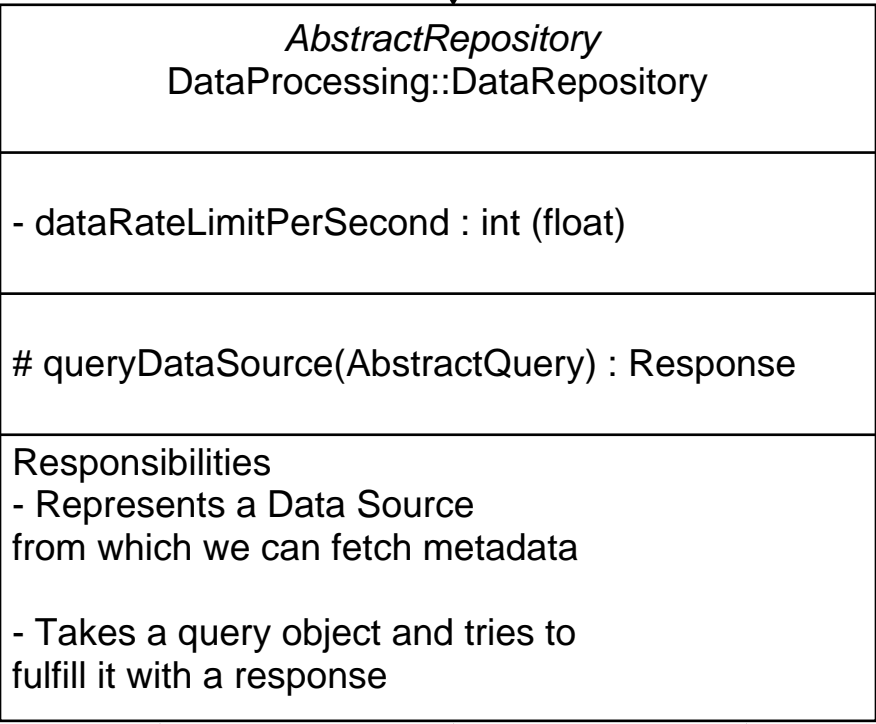 AbstractRepository
DataProcessing::DataRepository
- dataRateLimitPerSecond : int (float)
# queryDataSource(AbstractQuery) : Response
Responsibilities
- Represents a Data Source
from which we can fetch metadata
- Takes a query object and tries to
fulfill it with a response